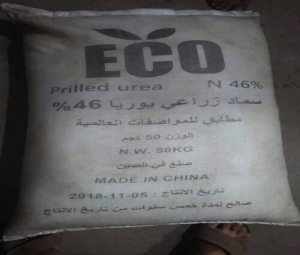 ECO
Prilled urea N 46%
سماد زراعي يوريا 46%
مطابق للمواصفات العالمية
الوزن 50 كجم
N.W. 50KG
صنع في الصين
MADE IN CHINA
تاريخ الانتاج : 05-11-2018
صالح لمدة خمس سنوات من تاريخ الانتاج